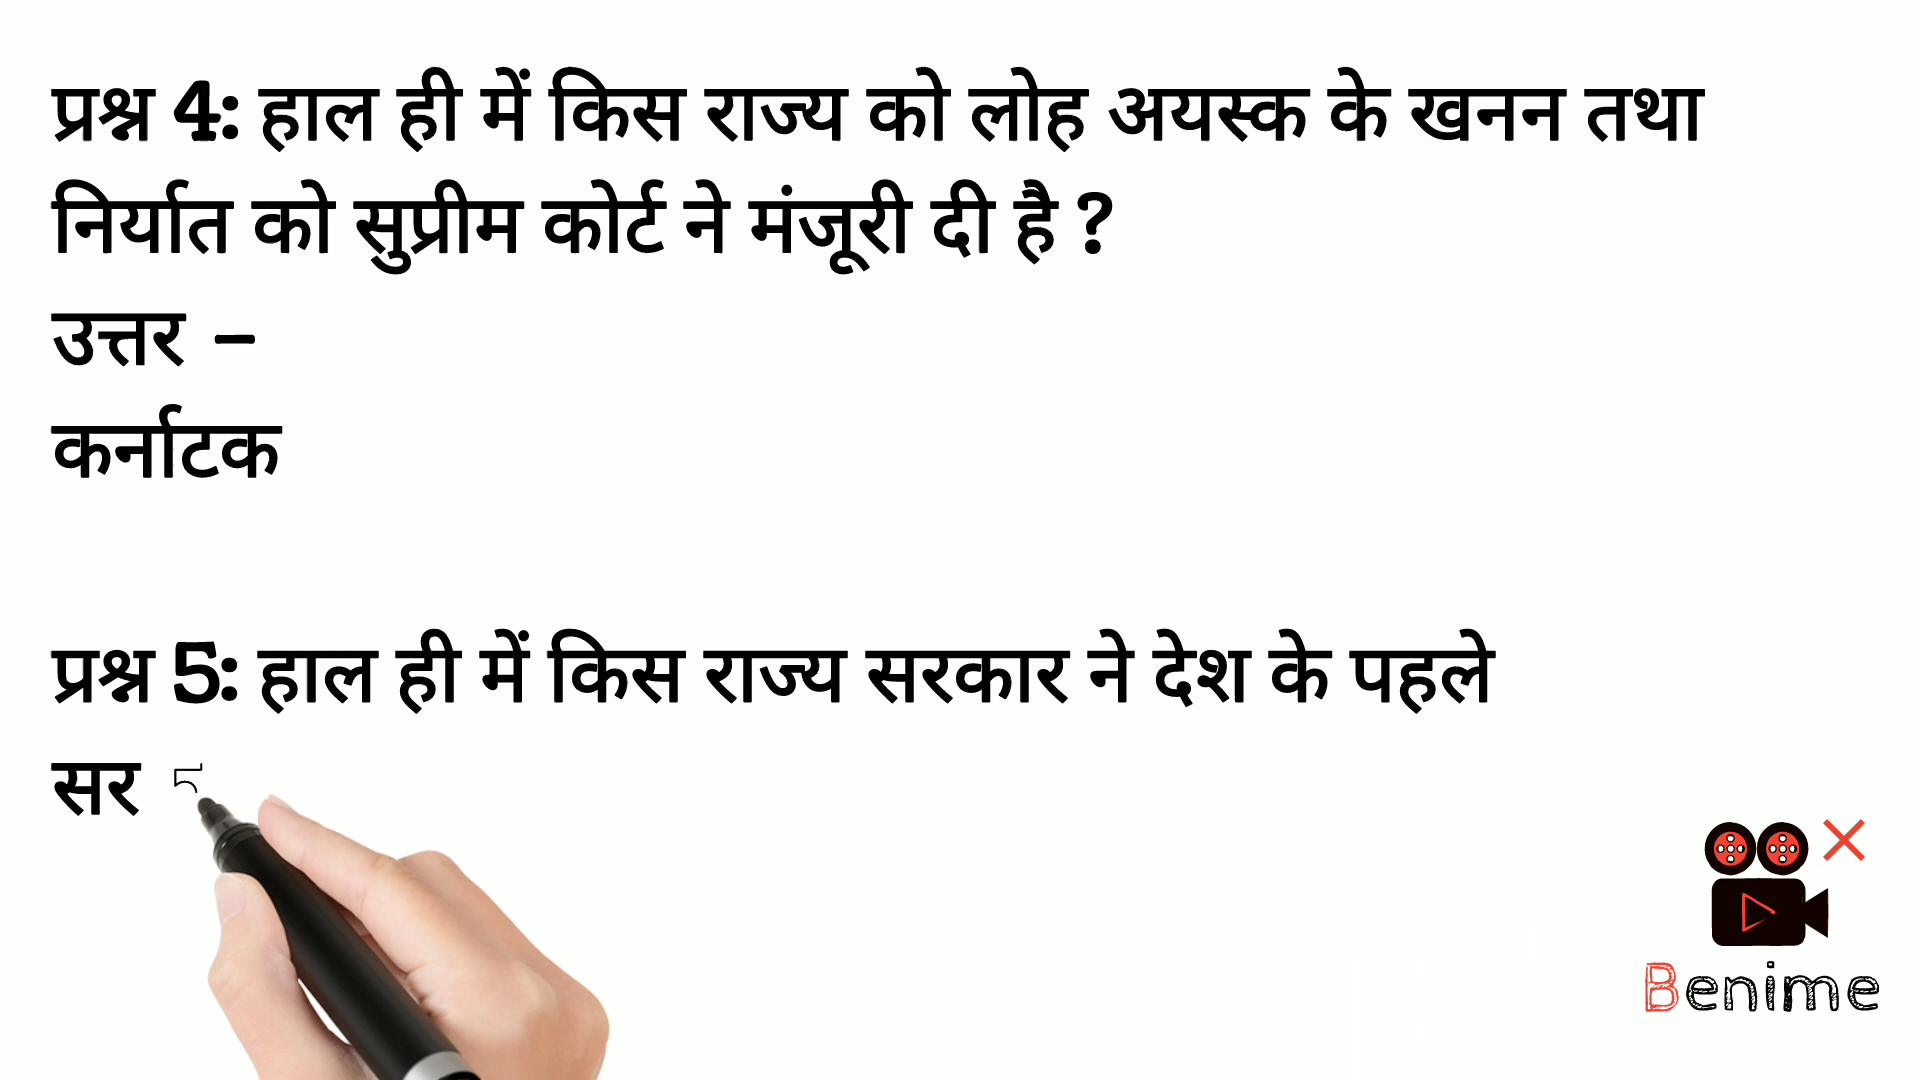 प्रश्न 4: हाल ही में किस राज्य को लोह अयस्क के खनन तथा
निर्यात को सुप्रीम कोर्ट ने मंजूरी दी है ?
उत्तर –
कर्नाटक
प्रश्न 5: हाल ही में किस राज्य सरकार ने देश के पहले
सर
Benime